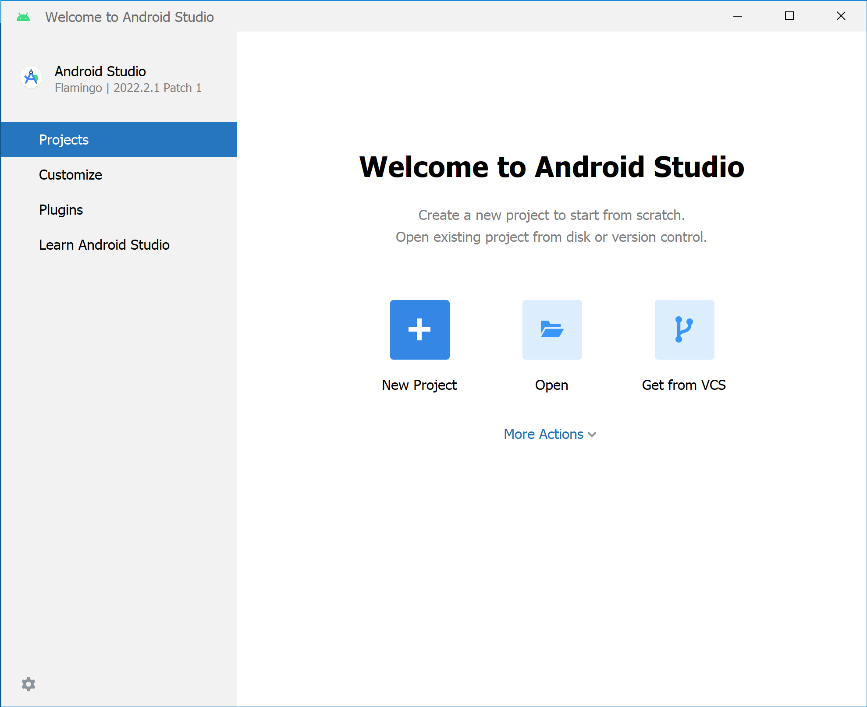 Welcome to Android Studio
Android Studio
Flamingo | 2022.2.1 Patch 1
Projects
Customize
Plugins
Learn Android Studio
Welcome to Android Studio
Create a new project to start from scratch.
Open existing project from disk or version control.
New Project
Open
Get from VCS
More Actions